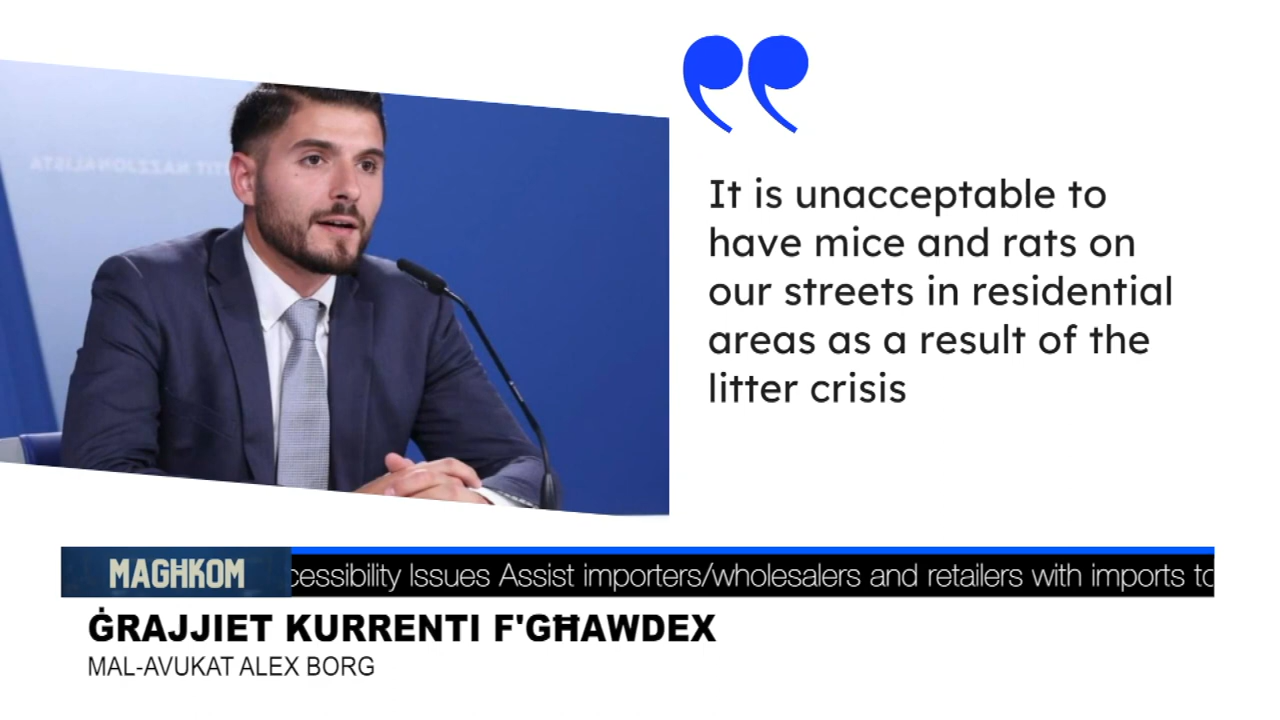 It is unacceptable to
have mice and rats on
our streets in residential
areas as a result of the
litter crisis
MAGĦKOM
cessibility Issues Assist importers/wholesalers and retailers with imports to
ĠRAJJIET KURRENTI F'GĦAWDEX
MAL-AVUKAT ALEX BORG